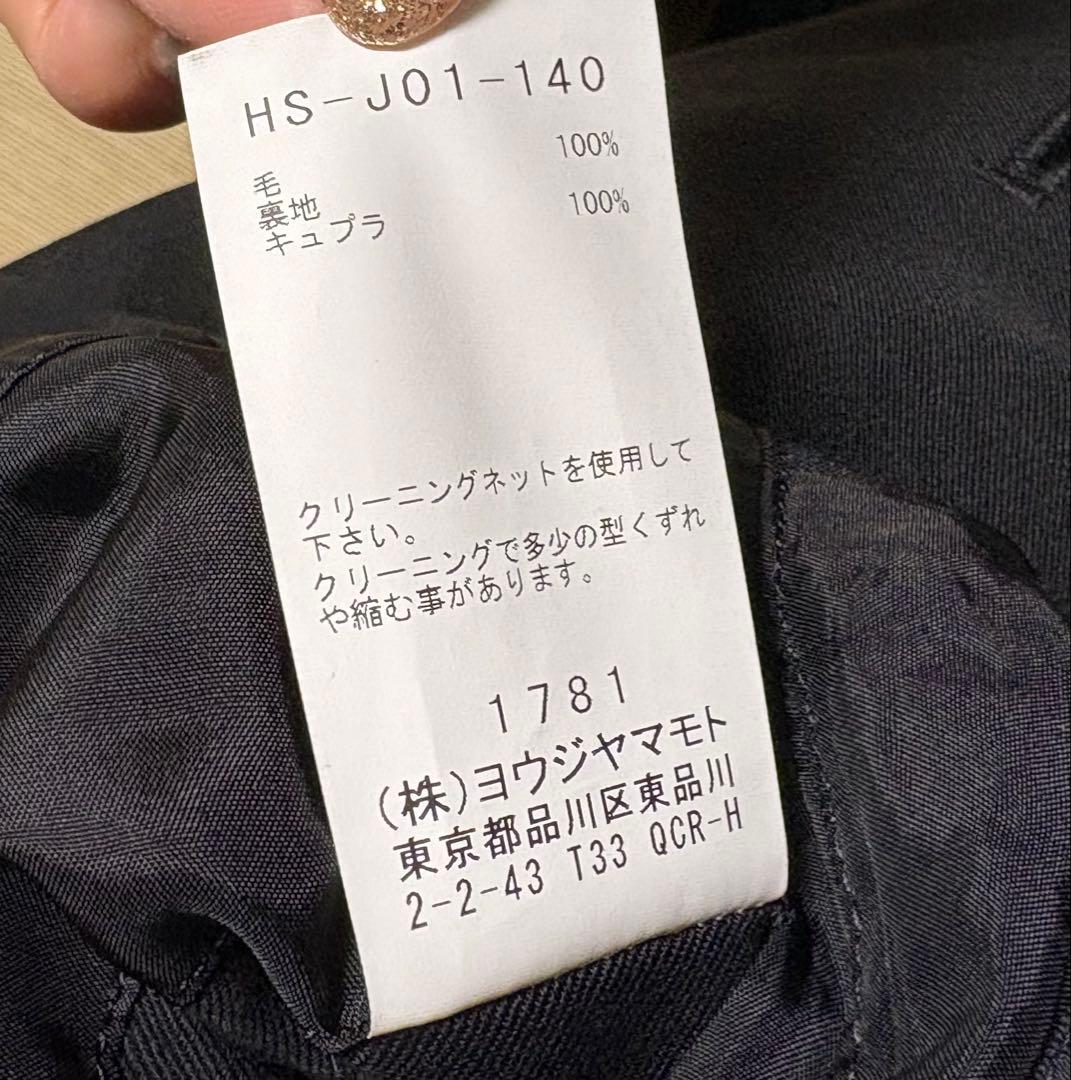 HS-J01-140
毛 100%
裏地
キュプラ 100%
クリーニングネットを使用して
下さい。
クリーニングで多少の型くずれ
や縮む事があります。
1781
(株)ヨウジヤマモト
東京都品川区東品川
2-2-43 T33 QCR-H